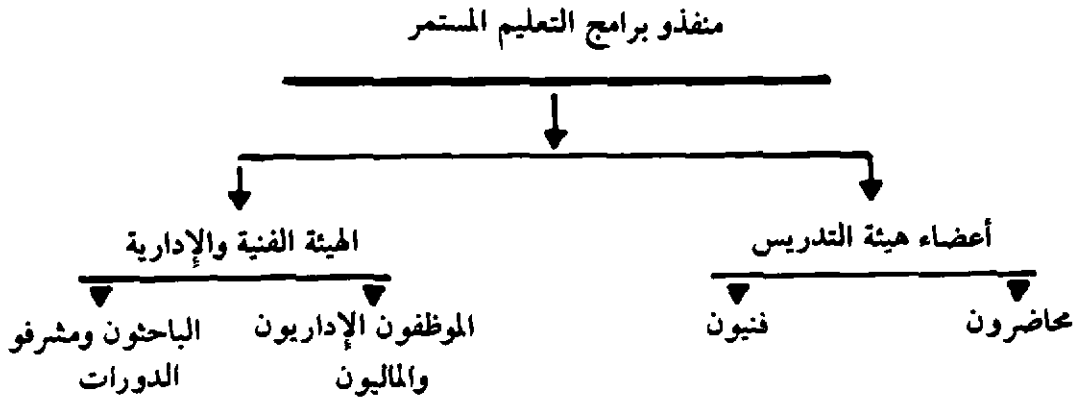 منفذو برامج التعليم المستمر
أعضاء هيئة التدريس
الهيئة الفنية والإدارية
محاضرون
فنيون
الموظفون الإداريون
والماليون
الباحثون ومشرفو
الدورات